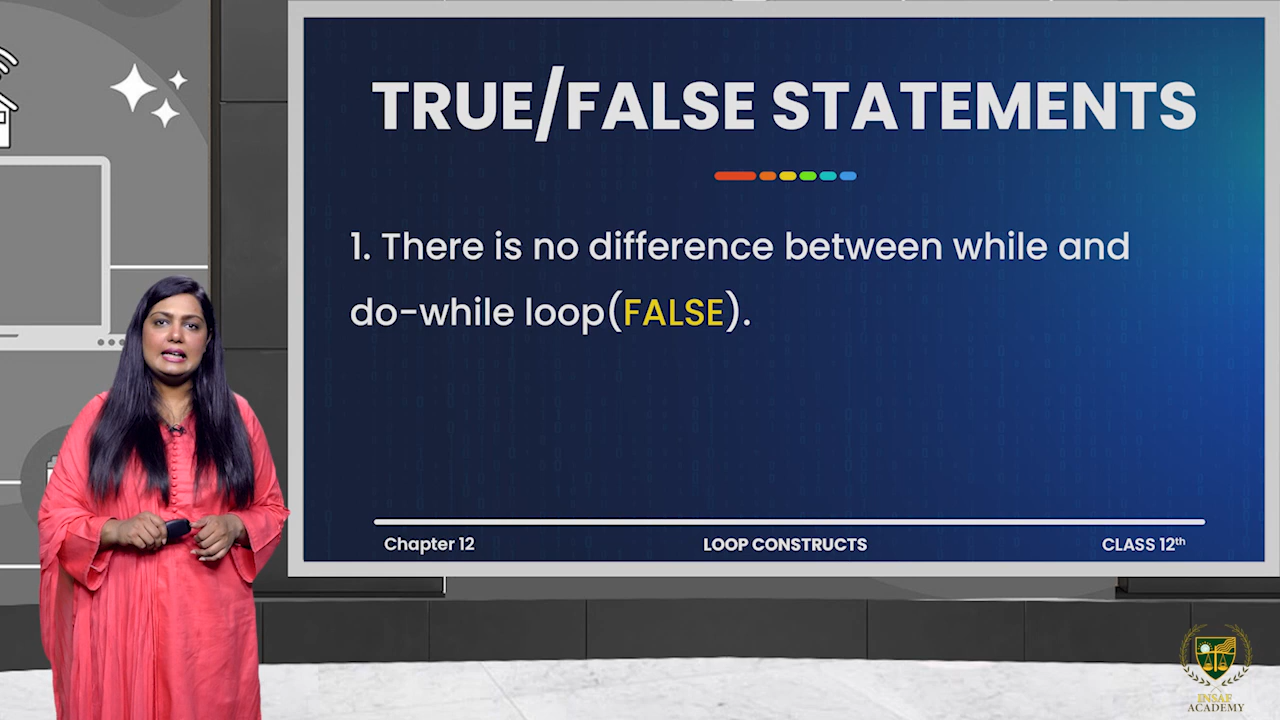 TRUE/FALSE STATEMENTS
1. There is no difference between while and
do-while loop(FALSE).
Chapter 12
LOOP CONSTRUCTS
CLASS 12th
INSAF
ACADEMY